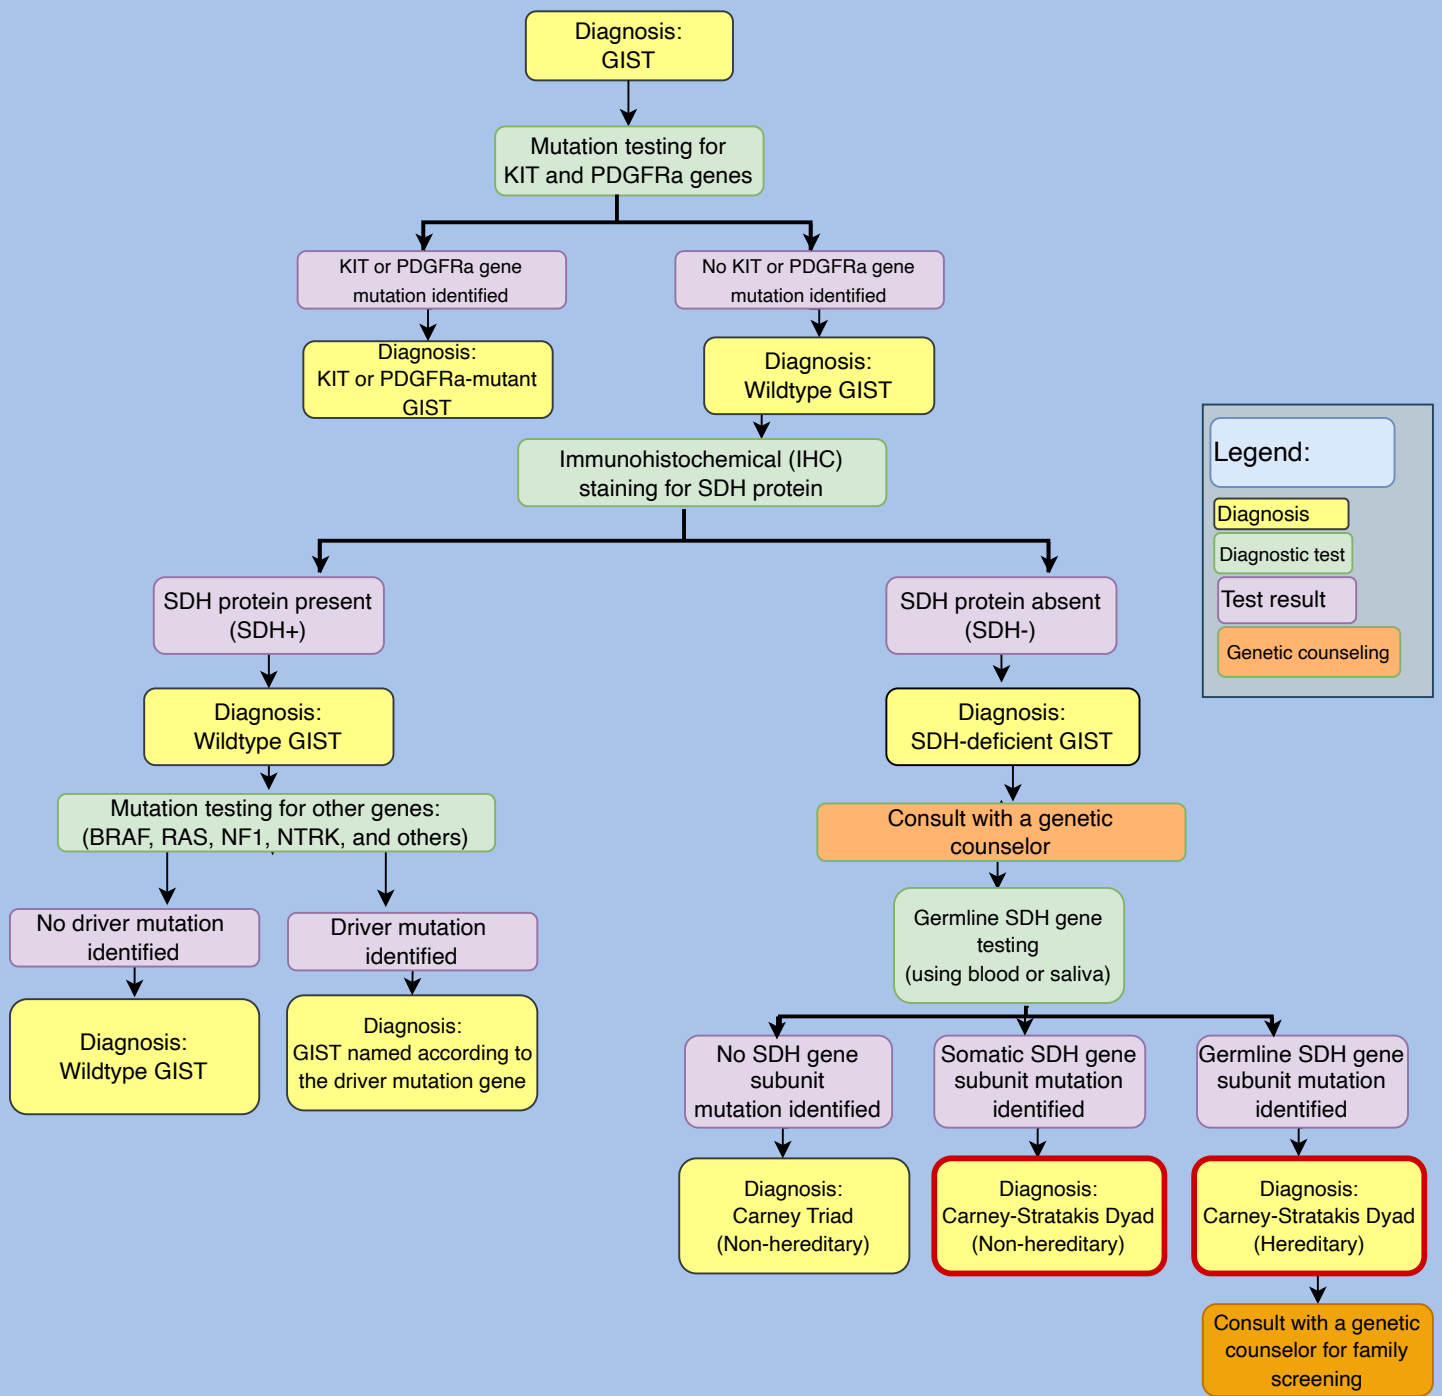 Diagnosis:
GIST
Mutation testing for
KIT and PDGFRa genes
KIT or PDGFRa gene
mutation identified
No KIT or PDGFRa gene
mutation identified
Diagnosis:
KIT or PDGFRa-mutant
GIST
Diagnosis:
Wildtype GIST
Immunohistochemical (IHC)
staining for SDH protein
Legend:
Diagnosis
Diagnostic test
Test result
Genetic counseling
SDH protein present
(SDH+)
SDH protein absent
(SDH-)
Diagnosis:
Wildtype GIST
Diagnosis:
SDH-deficient GIST
Mutation testing for other genes:
(BRAF, RAS, NF1, NTRK, and others)
Consult with a genetic
counselor
No driver mutation
identified
Driver mutation
identified
Germline SDH gene
testing
(using blood or saliva)
Diagnosis:
Wildtype GIST
Diagnosis:
GIST named according to
the driver mutation gene
No SDH gene
subunit
mutation identified
Somatic SDH gene
subunit mutation
identified
Germline SDH gene
subunit mutation
identified
Diagnosis:
Carney Triad
(Non-hereditary)
Diagnosis:
Carney-Stratakis Dyad
(Non-hereditary)
Diagnosis:
Carney-Stratakis Dyad
(Hereditary)
Consult with a genetic
counselor for family
screening